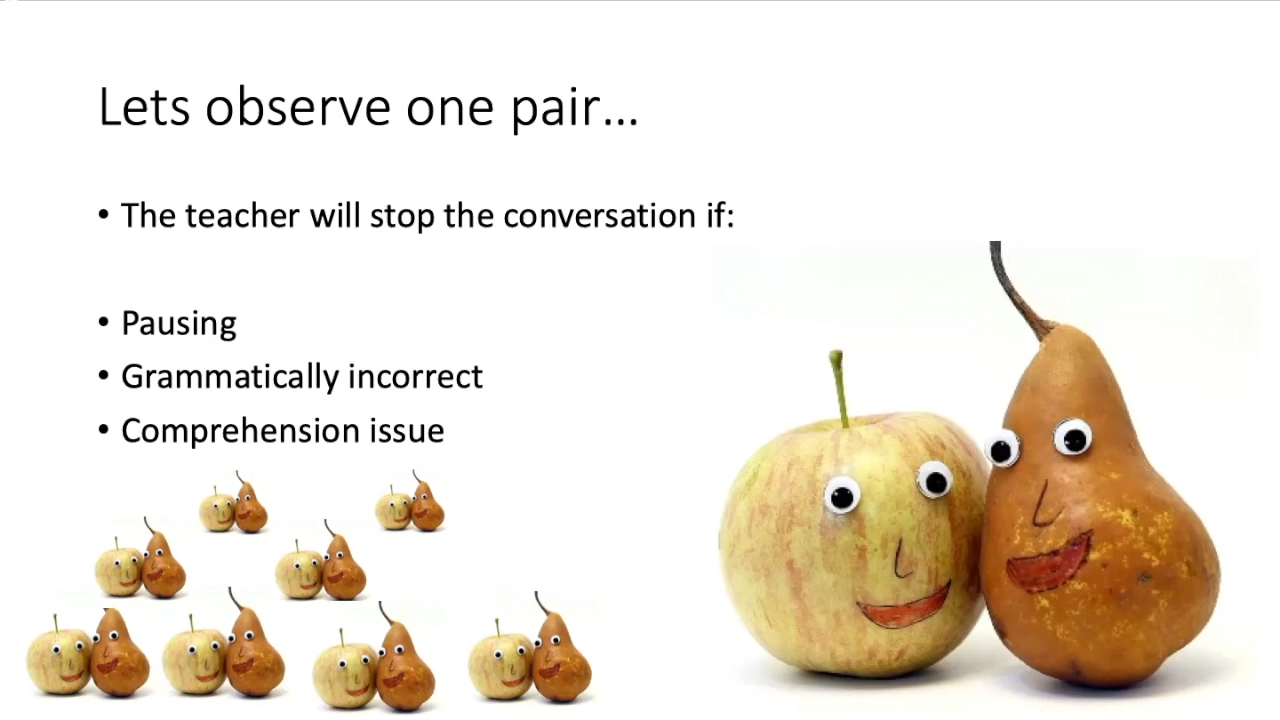 Lets observe one pair…
• The teacher will stop the conversation if:
• Pausing
• Grammatically incorrect
• Comprehension issue